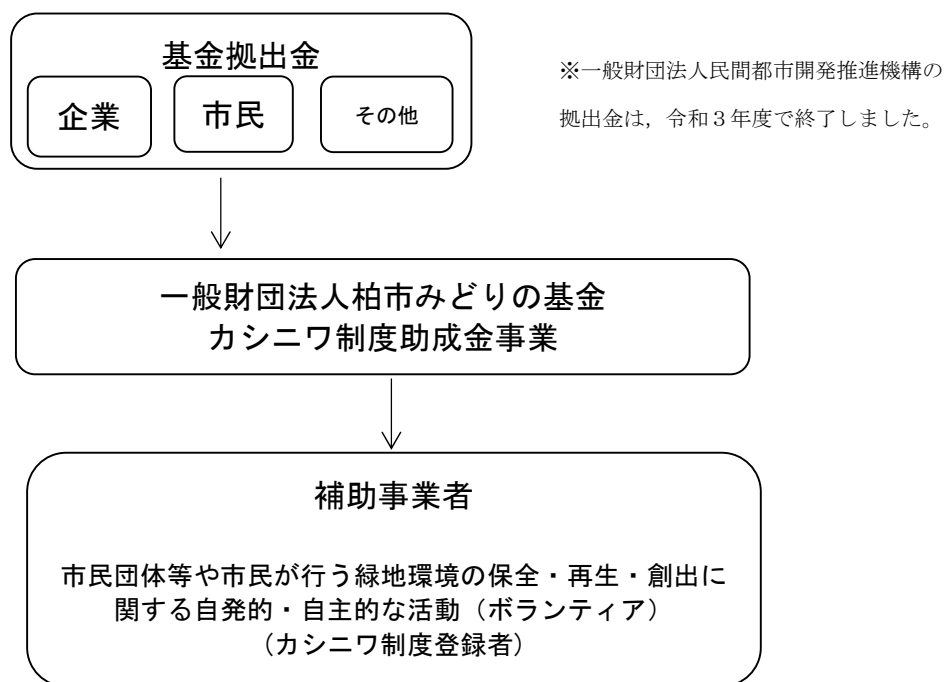 基金拠出金
企業
市民
その他
※一般財団法人民間都市開発推進機構の
拠出金は，令和３年度で終了しました。
一般財団法人柏市みどりの基金
カシニワ制度助成金事業
補助事業者
市民団体等や市民が行う緑地環境の保全・再生・創出に
関する自発的・自主的な活動（ボランティア）
（カシニワ制度登録者）